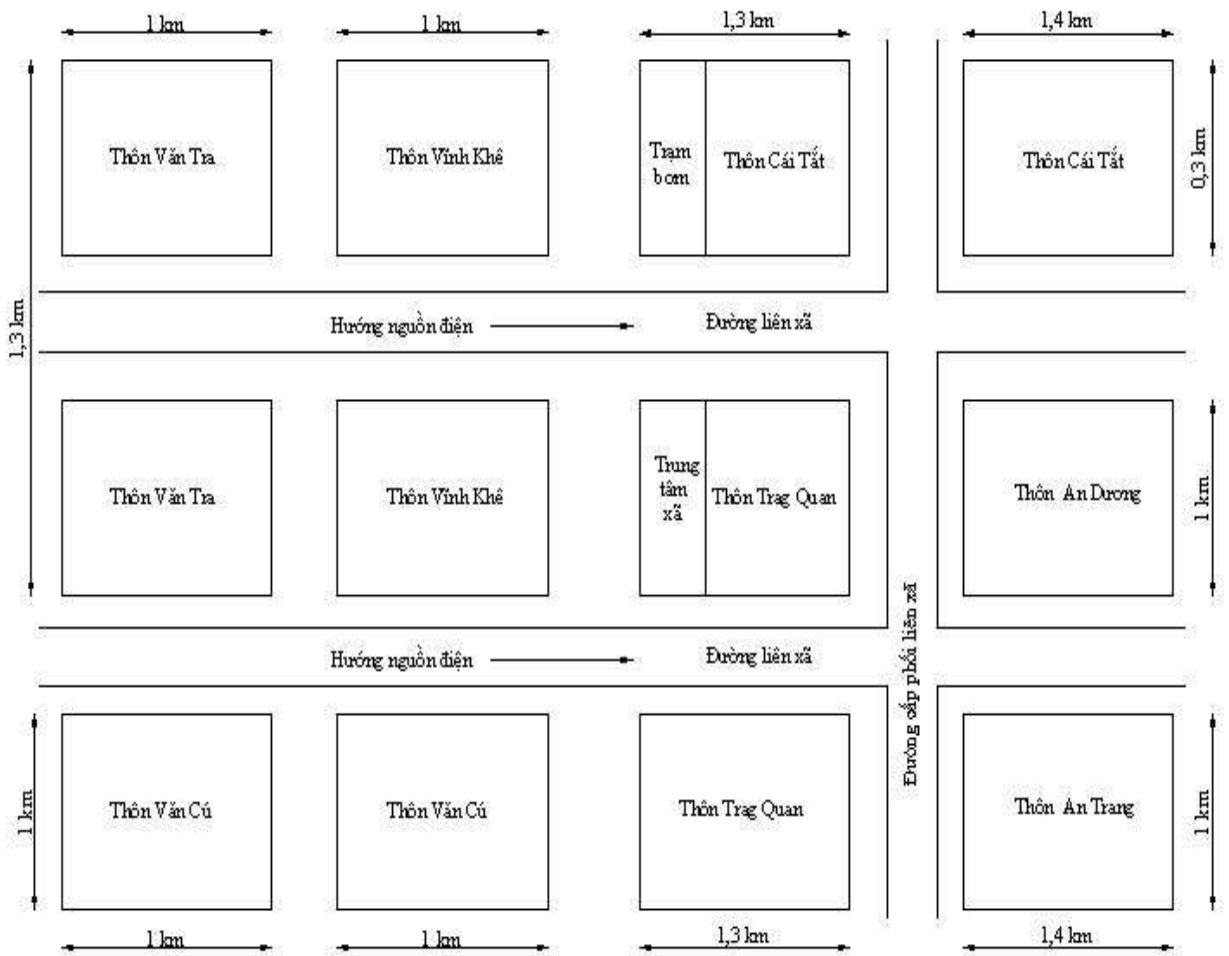 1 km
1 km
1,3 km
1,4 km
Thôn Văn Tra
Thôn Vĩnh Khê
Trạm
bom
Thôn Cái Tắt
Thôn Cái Tắt
0,3 km
1,3 km
Hướng nguồn điện
Đường liên xã
Thôn Văn Tra
Thôn Vĩnh Khê
Trung
tâm
xã
Thôn Trag Quan
Thôn An Dương
1 km
Hướng nguồn điện
Đường liên xã
Đường cấp phối liên xã
1 km
Thôn Văn Cú
Thôn Văn Cú
Thôn Trag Quan
Thôn An Trang
1 km
1 km
1 km
1,3 km
1,4 km